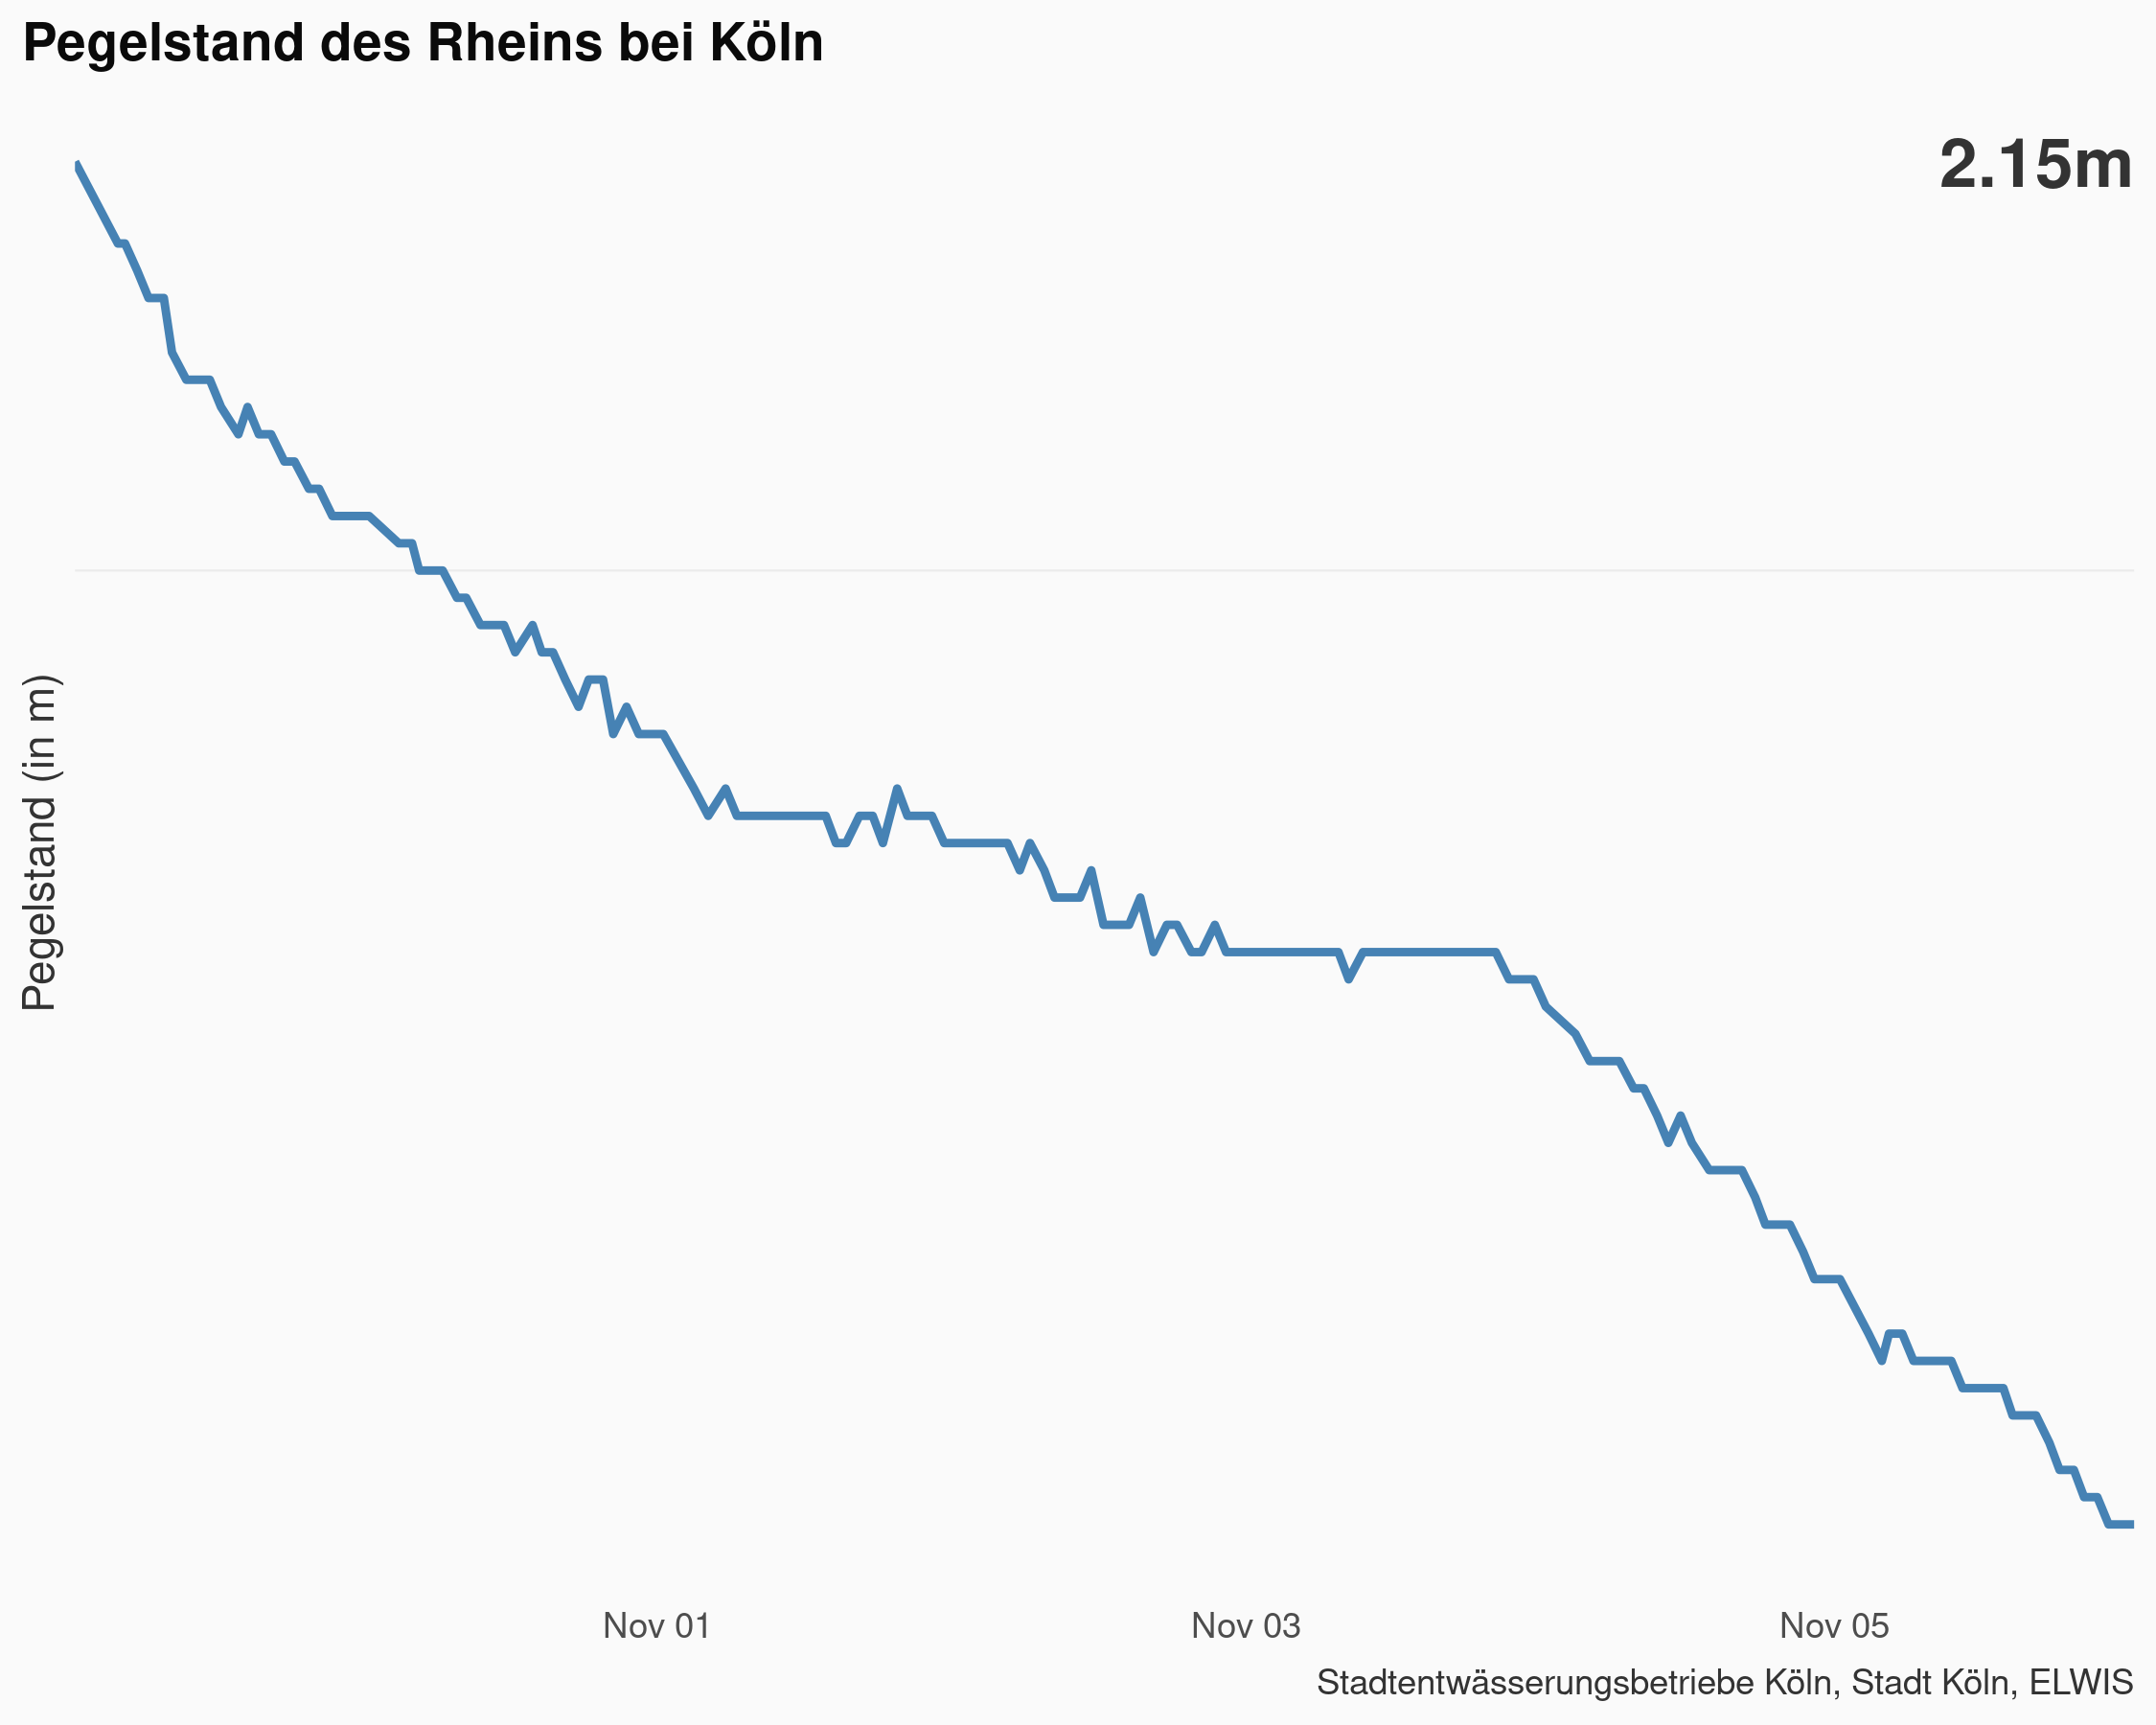 Pegelstand des Rheins bei Köln
2.15m
Pegelstand (in m)
Nov 01
Nov 03
Nov 05
Stadtentwässerungsbetriebe Köln, Stadt Köln, ELWIS